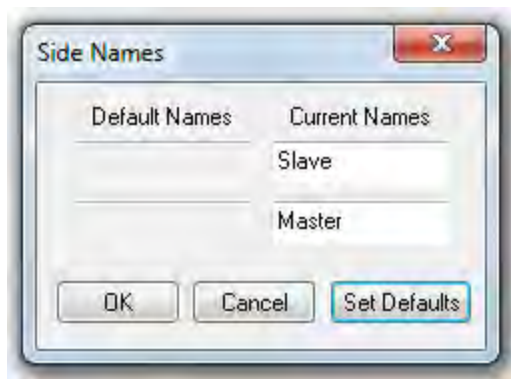 Side Names
Default Names Current Names
Slave
Master
OK Cancel Set Defaults